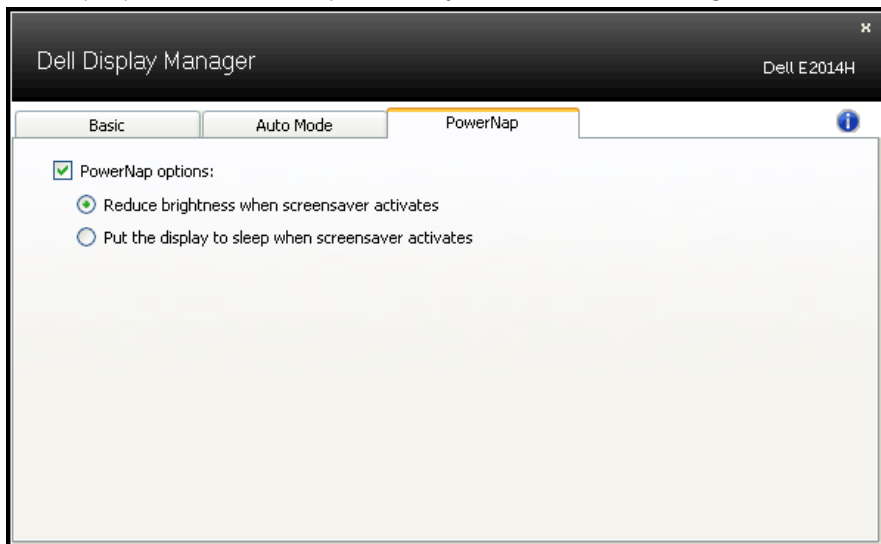 Dell Display Manager
Dell E2014H
Basic
Auto Mode
PowerNap
PowerNap options:
Reduce brightness when screensaver activates
Put the display to sleep when screensaver activates